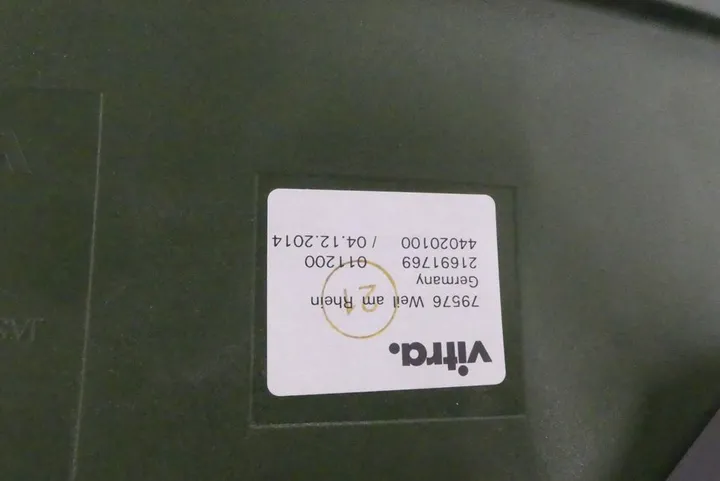 vitra.
79576 Weil am Rhein
Germany
21691769 011200
44020100 / 04.12.2014
21